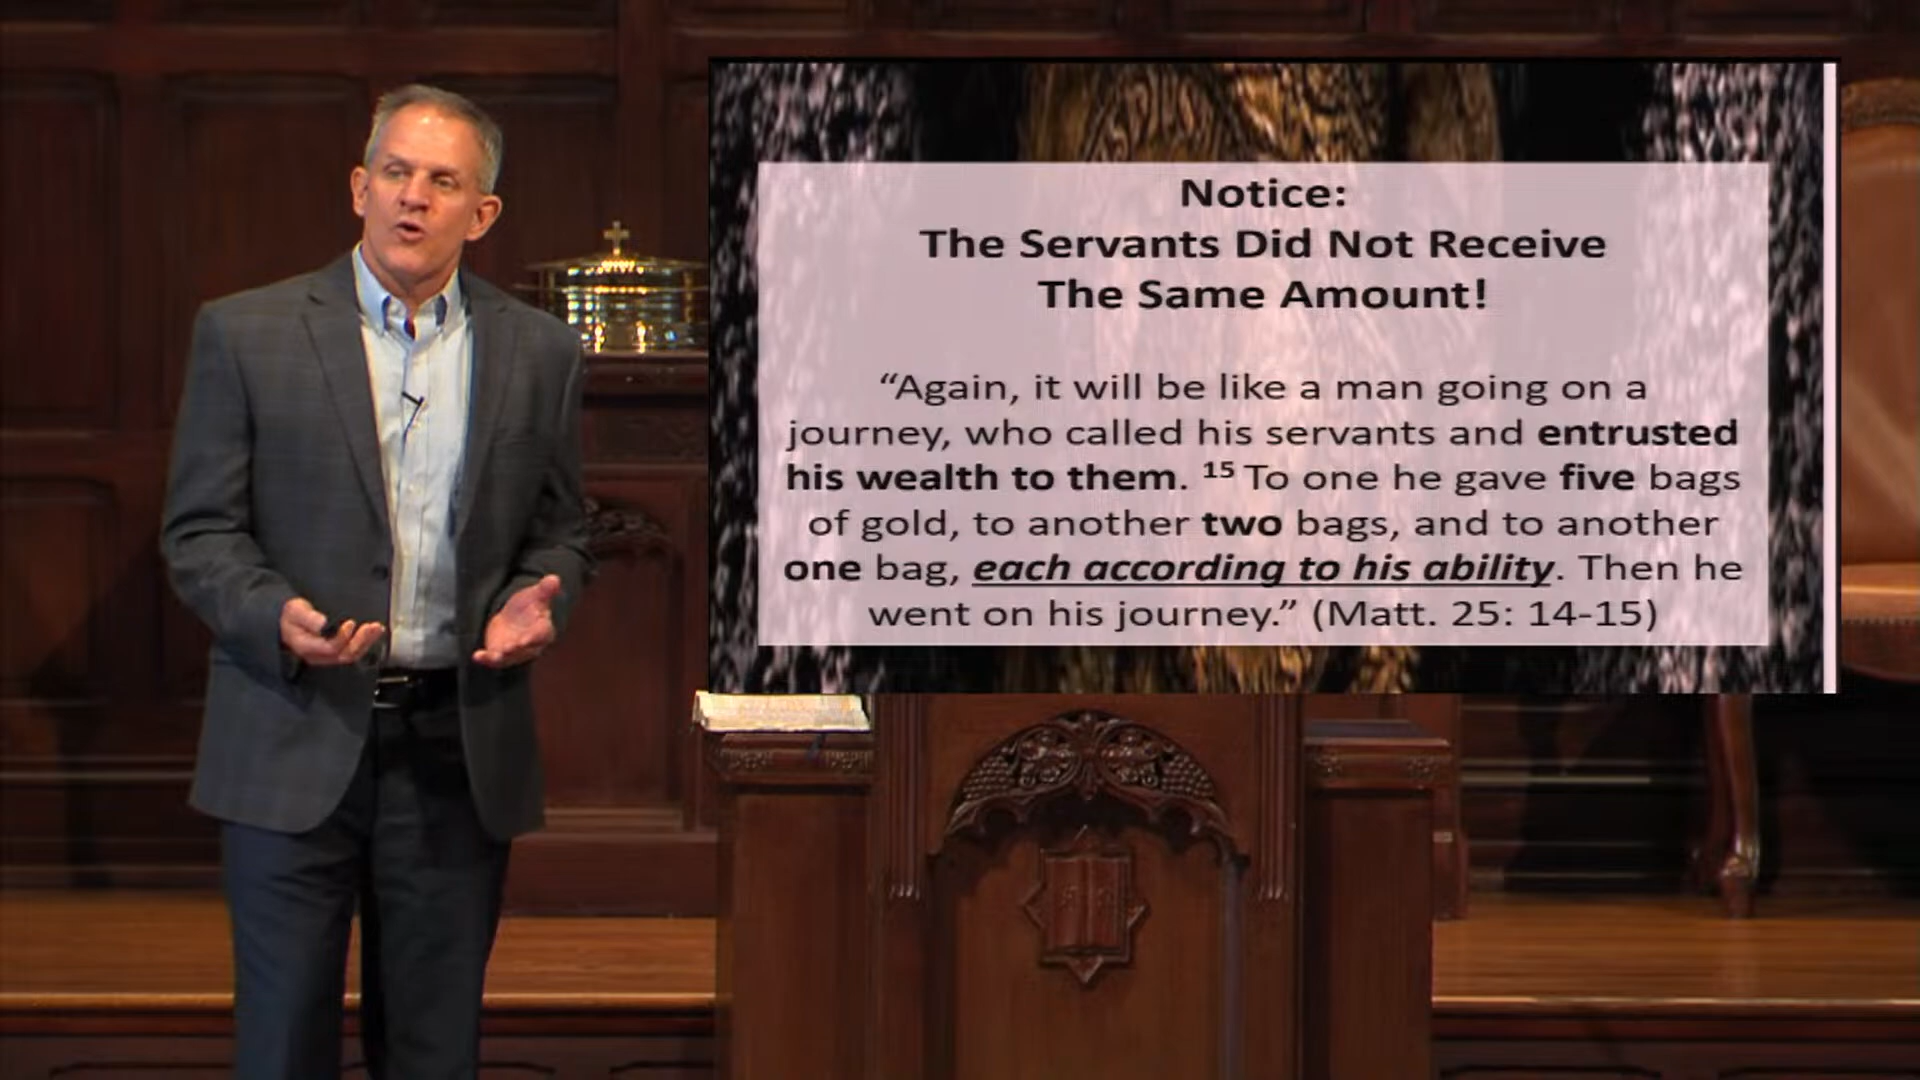 Notice:
The Servants Did Not Receive
The Same Amount!
“Again, it will be like a man going on a
journey, who called his servants and entrusted
his wealth to them. ¹⁵ To one he gave five bags
of gold, to another two bags, and to another
one bag, each according to his ability. Then he
went on his journey.” (Matt. 25: 14-15)